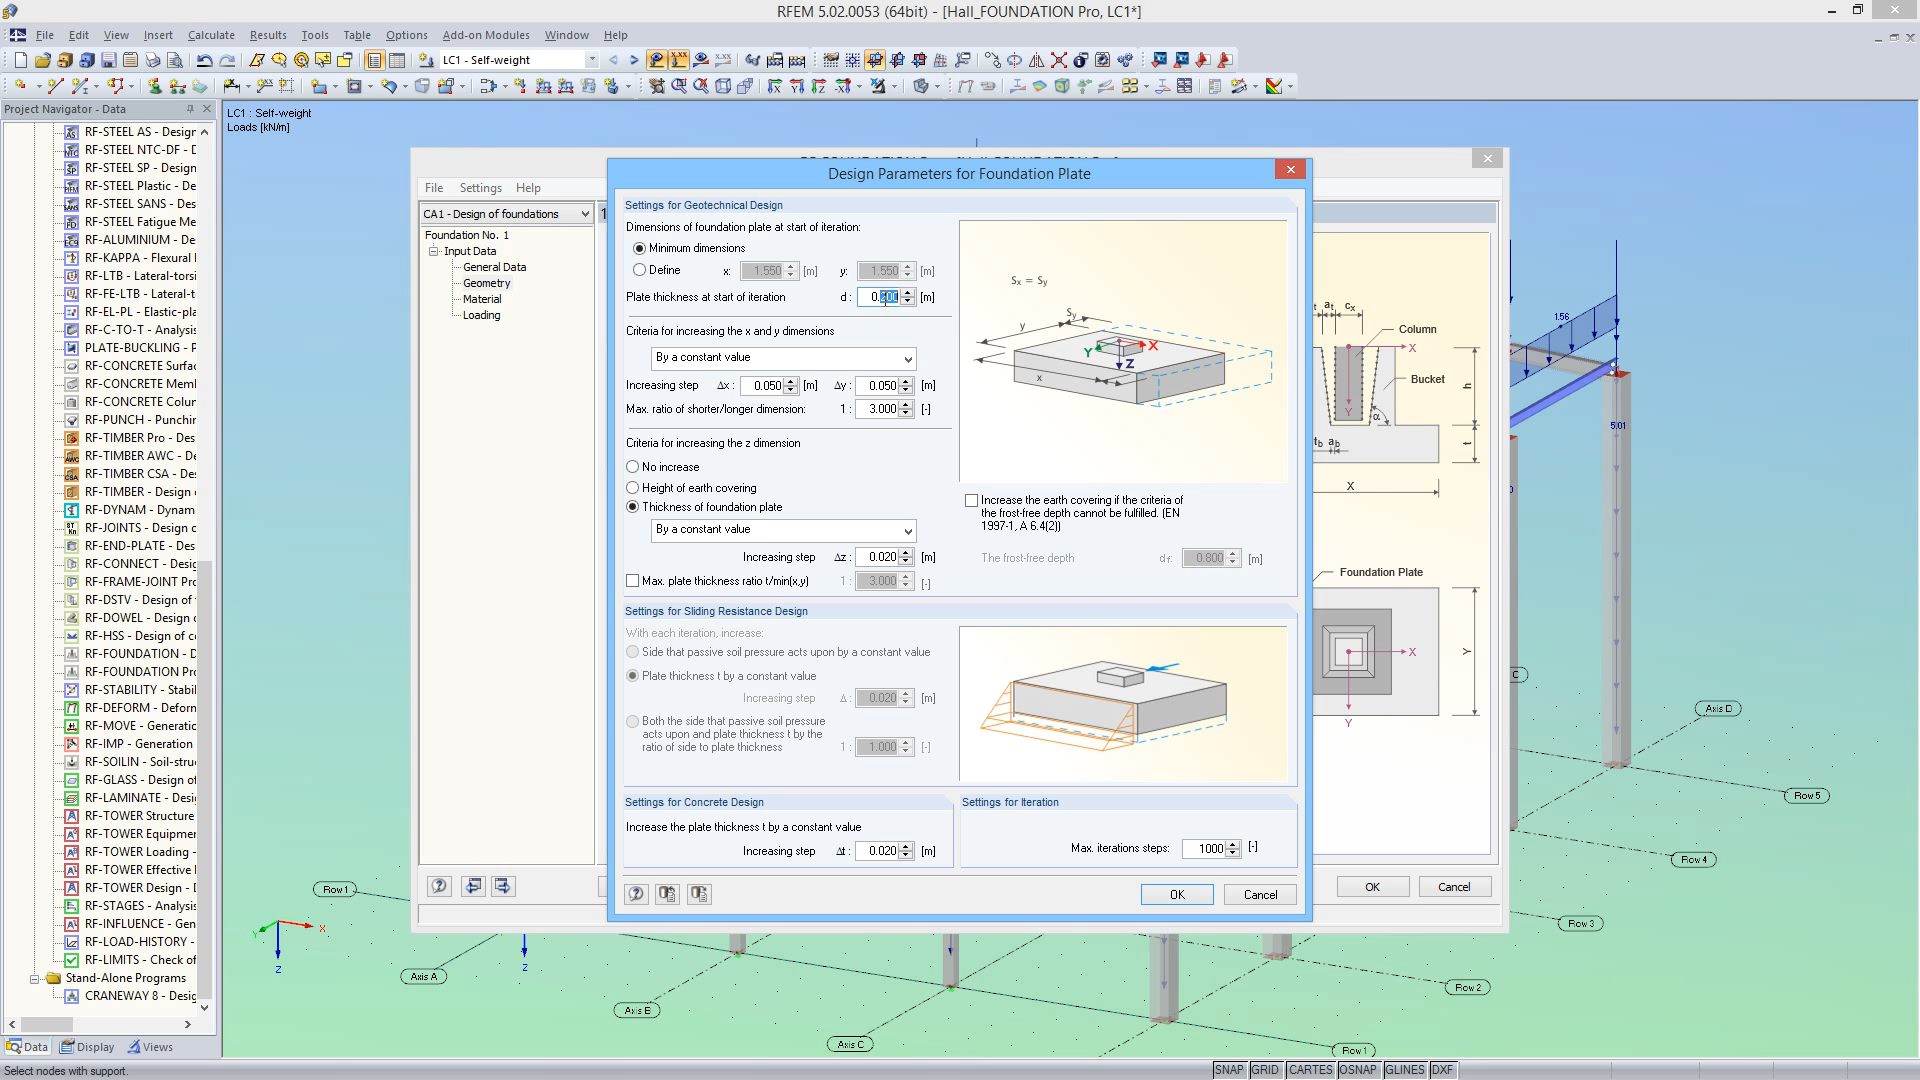 RFEM 5.02.0053 (64bit) - [Hall_FOUNDATION Pro, LC1*]
File Edit View Insert Calculate Results Tools Table Options Add-on Modules Window Help
LC1 - Self-weight
Project Navigator - Data
RF-STEEL AS - Design
RF-STEEL NTC-DF - D
RF-STEEL SP - Design
RF-STEEL Plastic - De
RF-STEEL SANS - Des
RF-STEEL Fatigue Me
RF-ALUMINIUM - De
RF-KAPPA - Flexural
RF-LTB - Lateral-torsi
RF-FE-LTB - Lateral-t
RF-EL-PL - Elastic-pla
RF-C-TO-T - Analysis
PLATE-BUCKLING - P
RF-CONCRETE Surfac
RF-CONCRETE Memb
RF-CONCRETE Colun
RF-PUNCH - Punchin
RF-TIMBER Pro - Des
RF-TIMBER AWC - De
RF-TIMBER CSA - Des
RF-TIMBER - Design
RF-DYNAM - Dynam
RF-JOINTS - Design c
RF-END-PLATE - Des
RF-CONNECT - Desig
RF-FRAME-JOINT Pro
RF-DSTV - Design of
RF-DOWEL - Design
RF-HSS - Design of co
RF-FOUNDATION - D
RF-FOUNDATION Pro
RF-STABILITY - Stabil
RF-DEFORM - Deforn
RF-MOVE - Generatio
RF-IMP - Generation
RF-SOILIN - Soil-struc
RF-GLASS - Design of
RF-LAMINATE - Desig
RF-TOWER Structure
RF-TOWER Equipmer
RF-TOWER Loading -
RF-TOWER Effective
RF-TOWER Design - D
RF-STAGES - Analysis
RF-INFLUENCE - Gen
RF-LOAD-HISTORY -
RF-LIMITS - Check of
Stand-Alone Programs
CRANEWAY 8 - Desig
Data Display Views
LC1 : Self-weight
Loads [kN/m]
File Settings Help
CA1 - Design of foundations
Foundation No. 1
Input Data
General Data
Geometry
Material
Loading
Design Parameters for Foundation Plate
Settings for Geotechnical Design
Dimensions of foundation plate at start of iteration:
Minimum dimensions
Define x: 1.550 [m] y: 1.550 [m]
Plate thickness at start of iteration d : 0.200 [m]
Criteria for increasing the x and y dimensions
By a constant value
Increasing step Δx : 0.050 [m] Δy : 0.050 [m]
Max. ratio of shorter/longer dimension: 1 : 3.000 [-]
Criteria for increasing the z dimension
No increase
Height of earth covering
Thickness of foundation plate
By a constant value
Increasing step Δz : 0.020 [m]
Max. plate thickness ratio t/min(x,y) 1 : 3.000 [-]
Sx = Sy
Sy
y
x
Y X Z
Increase the earth covering if the criteria of
the frost-free depth cannot be fulfilled. (EN
1997-1, A 6.4(2))
The frost-free depth df: 0.800 [m]
Settings for Sliding Resistance Design
With each iteration, increase:
Side that passive soil pressure acts upon by a constant value
Plate thickness t by a constant value
Increasing step Δ : 0.020 [m]
Both the side that passive soil pressure
acts upon and plate thickness t by the
ratio of side to plate thickness 1 : 1.000 [-]
Settings for Concrete Design
Increase the plate thickness t by a constant value
Increasing step Δt : 0.020 [m]
Settings for Iteration
Max. iterations steps: 1000 [-]
OK Cancel
t at cx
Column
X
Bucket
h
Y α
tb ab
t
X
Foundation Plate
X
Y
Y
OK Cancel
1.56
5.01
C
Axis D
Row 5
Row 4
Row 3
Row 2
Row 1
Row 1
Axis A
Axis B
Axis C
Y X
Z
Z
Select nodes with support.
SNAP GRID CARTES OSNAP GLINES DXF